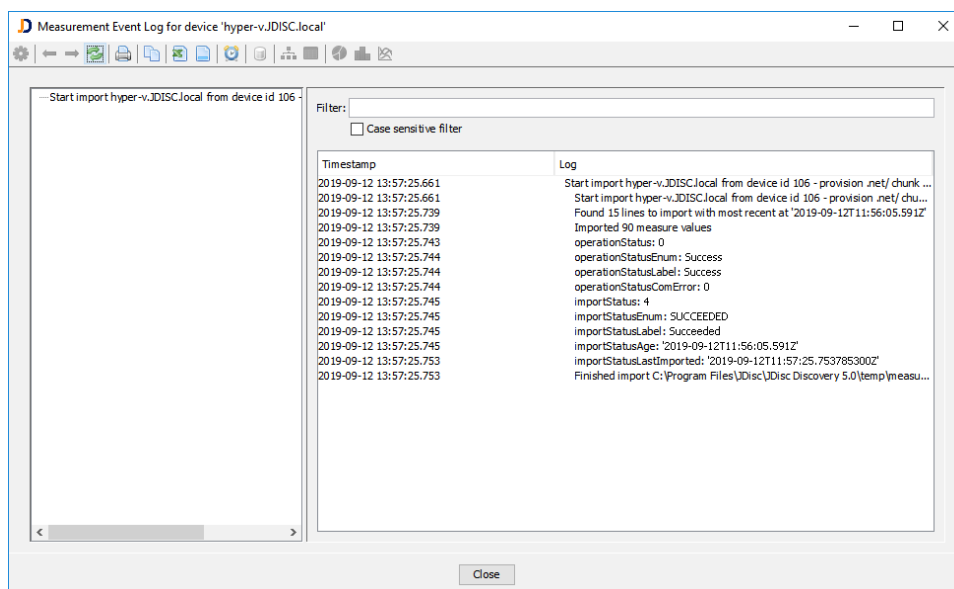 Measurement Event Log for device 'hyper-v.JDISC.local'
Start import hyper-v.JDISC.local from device id 106 -
Filter:
Case sensitive filter
Timestamp Log
2019-09-12 13:57:25.661 Start import hyper-v.JDISC.local from device id 106 - provision .net/ chunk ...
2019-09-12 13:57:25.661 Start import hyper-v.JDISC.local from device id 106 - provision .net/ chu...
2019-09-12 13:57:25.739 Found 15 lines to import with most recent at '2019-09-12T11:56:05.591Z'
2019-09-12 13:57:25.739 Imported 90 measure values
2019-09-12 13:57:25.743 operationStatus: 0
2019-09-12 13:57:25.744 operationStatusEnum: Success
2019-09-12 13:57:25.744 operationStatusLabel: Success
2019-09-12 13:57:25.744 operationStatusComError: 0
2019-09-12 13:57:25.745 importStatus: 4
2019-09-12 13:57:25.745 importStatusEnum: SUCCEEDED
2019-09-12 13:57:25.745 importStatusLabel: Succeeded
2019-09-12 13:57:25.745 importStatusAge: '2019-09-12T11:56:05.591Z'
2019-09-12 13:57:25.753 importStatusLastImported: '2019-09-12T11:57:25.753785300Z'
2019-09-12 13:57:25.753 Finished import C:\Program Files\JDisc\JDisc Discovery 5.0\temp\measu...
Close